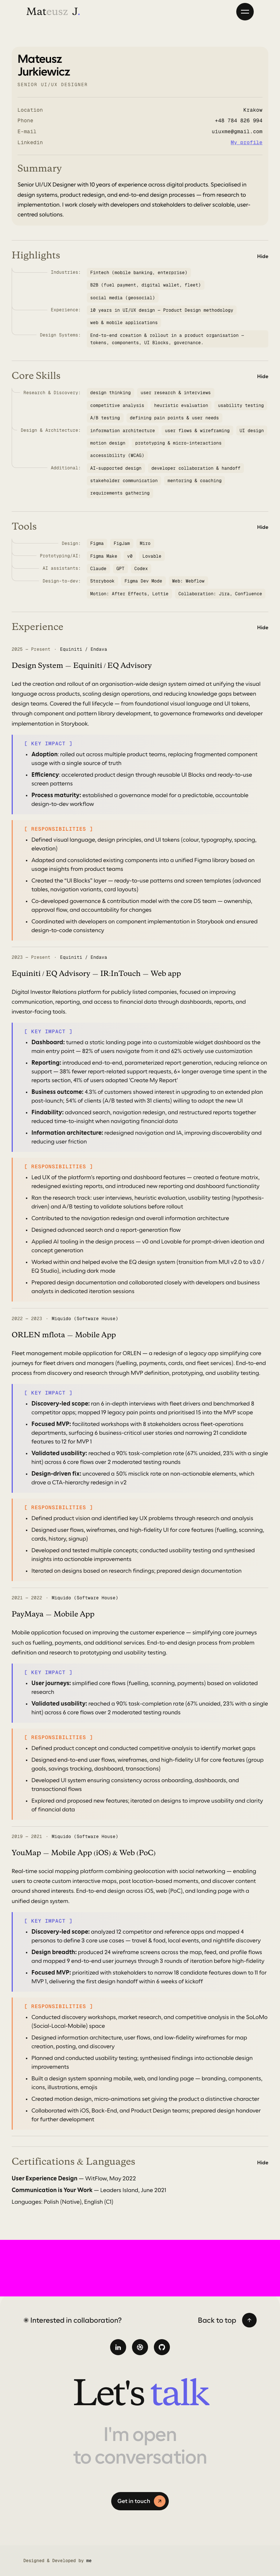 Mateusz J.
Mateusz
Jurkiewicz
SENIOR UI/UX DESIGNER
Location Krakow
Phone +48 784 826 994
E-mail uiuxme@gmail.com
Linkedin My profile
Summary
Senior UI/UX Designer with 10 years of experience across digital products. Specialised in
designing systems, product redesign, and end-to-end design processes — from research to
implementation. I work closely with developers and stakeholders to deliver scalable, user-
centred solutions.
Highlights Hide
Industries: Fintech (mobile banking, enterprise)
B2B (fuel payment, digital wallet, fleet)
social media (geosocial)
Experience: 10 years in UI/UX design — Product Design methodology
web & mobile applications
Design Systems: End-to-end creation & rollout in a product organisation —
tokens, components, UI Blocks, governance.
Core Skills Hide
Research & Discovery: design thinking user research & interviews
competitive analysis heuristic evaluation usability testing
A/B testing defining pain points & user needs
Design & Architecture: information architecture user flows & wireframing UI design
motion design prototyping & micro-interactions
accessibility (WCAG)
Additional: AI-supported design developer collaboration & handoff
stakeholder communication mentoring & coaching
requirements gathering
Tools Hide
Design: Figma FigJam Miro
Prototyping/AI: Figma Make v0 Lovable
AI assistants: Claude GPT Codex
Design-to-dev: Storybook Figma Dev Mode Web: Webflow
Motion: After Effects, Lottie Collaboration: Jira, Confluence
Experience Hide
2025 — Present · Equiniti / Endava
Design System — Equiniti / EQ Advisory
Led the creation and rollout of an organisation-wide design system aimed at unifying the visual
language across products, scaling design operations, and closing knowledge gaps between
design teams. Covered the full lifecycle — from foundational visual language and UI tokens,
through component and pattern library development, to governance frameworks and developer
implementation in Storybook.
[ KEY IMPACT ]
• Adoption: rolled out across multiple product teams, replacing fragmented component
usage with a single source of truth
• Efficiency: accelerated product design through reusable UI Blocks and ready-to-use
screen patterns
• Process maturity: established a governance model for a predictable, accountable
design-to-dev workflow
[ RESPONSIBILITIES ]
• Defined visual language, design principles, and UI tokens (colour, typography, spacing,
elevation)
• Adapted and consolidated existing components into a unified Figma library based on
usage insights from product teams
• Created the "UI Blocks" layer — ready-to-use patterns and screen templates (advanced
tables, navigation variants, card layouts)
• Co-developed governance & contribution model with the core DS team — ownership,
approval flow, and accountability for changes
• Coordinated with developers on component implementation in Storybook and ensured
design-to-code consistency
2023 — Present · Equiniti / Endava
Equiniti / EQ Advisory — IR:InTouch — Web app
Digital Investor Relations platform for publicly listed companies, focused on improving
communication, reporting, and access to financial insights through dashboards, reports, and
investor-facing tools.
[ KEY IMPACT ]
• Dashboard: turned a static landing page into a customizable widget dashboard used as the
main entry point — 82% of users navigate from it and 62% actively use customization
• Reporting: introduced end-to-end, parameterized report generation, reducing reliance on
support — 38% fewer report-related support requests, 6× longer average time spent in the
reports section, 41% of users adopted 'Create My Report'
• Business outcome: 4.3% of customers showed interest in upgrading their dashboard plan
post-launch; 54% of clients (A/B tested with 31 clients) willing to adopt the new UI
• Findability: improved search, navigation redesign, and restructured reports together
reduced time-to-insight when navigating financial data
• Information architecture: redesigned navigation and IA, improving discoverability and
reducing user friction
[ RESPONSIBILITIES ]
• Led UX of the platform's reporting and dashboard features — created a feature matrix,
redesigned existing reports, and introduced parameterized reporting and dashboard functionality
• Ran the research track: user interviews, heuristic analysis, usability testing (hypothesis-
driven) and A/B testing to validate solutions before rollout
• Contributed to the navigation redesign and overall information architecture
• Designed advanced search and a report-generation flow
• Applied AI tooling in the design process — v0 and Lovable for prompt-driven ideation and
concept generation
• Worked within and helped evolve the EQ design system (transition from MUI v2.0 to v3.0 /
EQ Studio), including dark mode
• Prepared design documentation and collaborated closely with developers and business
analysts in dedicated iteration sessions
2022 — 2023 · Miquido (Software House)
ORLEN mflota — Mobile App
Fleet management mobile application for ORLEN — a redesign of a legacy app simplifying core
journeys for fleet drivers and managers (fueling, payments, cards, and fleet services). End-to-end
process from discovery and research through MVP definition, prototyping, and usability testing.
[ KEY IMPACT ]
• Discovery-led scope: ran 6 in-depth interviews with fleet drivers and benchmarked 8
competitor apps, mapped 19 legacy pain points and prioritised 15 into the MVP scope
• Focused MVP: facilitated workshops with 8 stakeholders across fleet-operations
departments, surfacing 6 business-critical user stories and narrowing 21 candidate
features to 12 for MVP 1
• Validated usability: reached a 90% task-completion rate (67% unaided, 23% with a single
hint) across 6 core flows over 2 moderated testing rounds
• Design-driven fix: uncovered a 50% misclick rate on non-actionable elements, which
drove a CTA-hierarchy redesign in v2
[ RESPONSIBILITIES ]
• Defined product vision and identified key UX problems through research and analysis
• Designed user flows, wireframes, and high-fidelity UI for core features (fuelling, scanning,
cards, history, signup)
• Developed and tested multiple concepts; conducted usability testing and synthesised
insights into actionable improvements
• Iterated on designs based on research findings; prepared design documentation
2021 — 2022 · Miquido (Software House)
PayMaya — Mobile App
Mobile application focused on improving the customer experience — simplifying core journeys
such as fueling, payments, and additional services. End-to-end design process from problem
definition and research to prototyping and usability testing.
[ KEY IMPACT ]
• User journeys: simplified core flows (fuelling, scanning, payments) based on validated
research
• Validated usability: reached a 90% task-completion rate (67% unaided, 23% with a single
hint) across 6 core flows over 2 moderated testing rounds
[ RESPONSIBILITIES ]
• Defined product concept and conducted competitive analysis to identify market gaps
• Designed end-to-end user flows, wireframes, and high-fidelity UI for core features (group
goals, savings tracking, dashboard, transactions)
• Developed UI system ensuring consistency across onboarding, dashboards, and
transactional flows
• Explored and proposed new features; iterated on designs to improve usability and clarity
of financial data
2019 — 2021 · Miquido (Software House)
YouMap — Mobile App (iOS) & Web (PoC)
Real-time social mapping platform combining geolocation with social networking — enabling
users to create custom interactive maps, post location-based moments, and discover content
around shared interests. End-to-end design across iOS, web (PoC), and landing page with a
unified design system.
[ KEY IMPACT ]
• Discovery-led scope: analyzed 12 competitor and reference apps and mapped 4
personas to define 3 core use cases — travel & food, local events, and nightlife discovery
• Design breadth: produced 24 wireframe screens across the map, feed, and profile flows
and mapped 9 end-to-end user journeys through 3 rounds of iteration before high-fidelity
• Focused MVP: prioritized with stakeholders to narrow 18 candidate features down to 11 for
MVP 1, delivering the first design handoff within 6 weeks of kickoff
[ RESPONSIBILITIES ]
• Conducted discovery workshops, market research, and competitive analysis in the SoLoMo
(Social-Local-Mobile) space
• Designed information architecture, user flows, and low-fidelity wireframes for map
creation, posting, and discovery
• Planned and conducted usability testing; synthesised findings into actionable design
improvements
• Built a design system spanning mobile, web, and landing page — branding, components,
icons, illustrations, emojis
• Created motion design, micro-animations set giving the product a distinctive character
• Collaborated with iOS, Back-End, and Product Design teams; prepared design handover
for further development
Certifications & Languages Hide
User Experience Design — WitFlow, May 2022
Communication is Your Work — Leaders Island, June 2021
Languages: Polish (Native), English (C1)
Interested in collaboration? Back to top
Let's talk
I'm open
to conversation
Get in touch
Designed & Developed by me